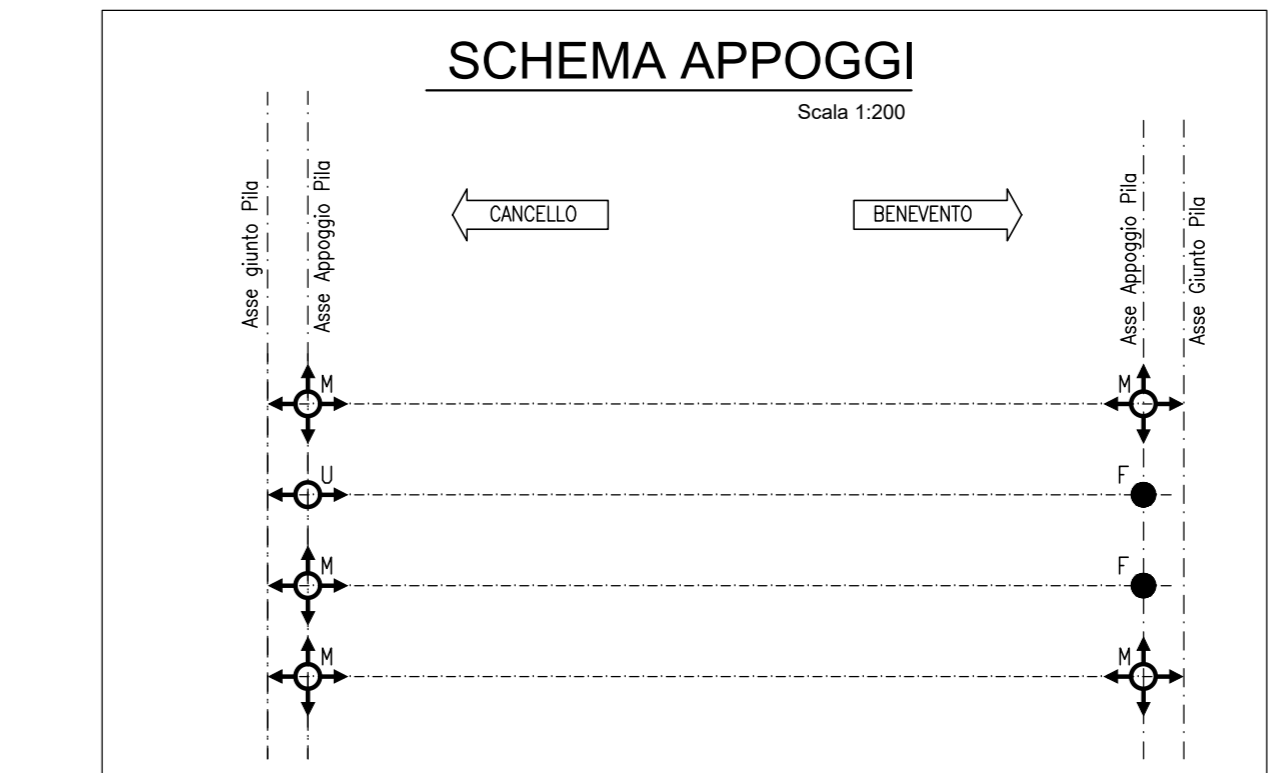 SCHEMA APPOGGI
Scala 1:200
Asse giunto Pila
Asse Appoggio Pila
CANCELLO
BENEVENTO
Asse Appoggio Pila
Asse Giunto Pila
M
M
U
F
M
F
M
M